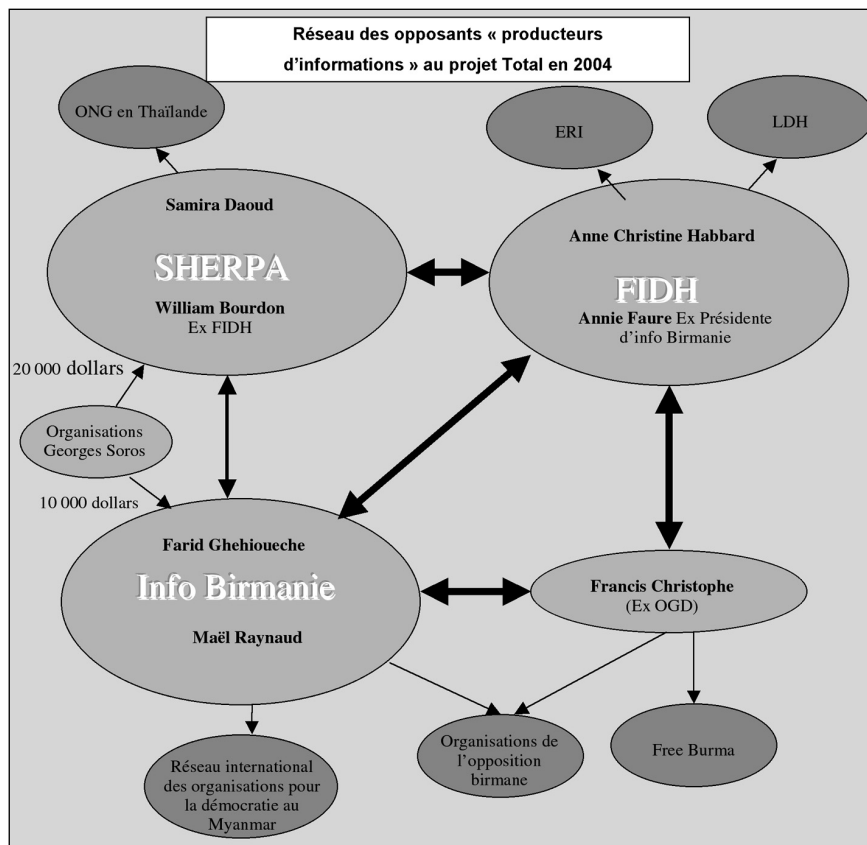 Réseau des opposants « producteurs
d'informations » au projet Total en 2004
ONG en Thaïlande
ERI
LDH
Samira Daoud
SHERPA
William Bourdon
Ex FIDH
Anne Christine Habbard
FIDH
Annie Faure Ex Présidente
d'info Birmanie
20 000 dollars
Organisations
Georges Soros
10 000 dollars
Farid Ghehioueche
Info Birmanie
Maël Raynaud
Francis Christophe
(Ex OGD)
Réseau international
des organisations pour
la démocratie au
Myanmar
Organisations de
l'opposition
birmane
Free Burma